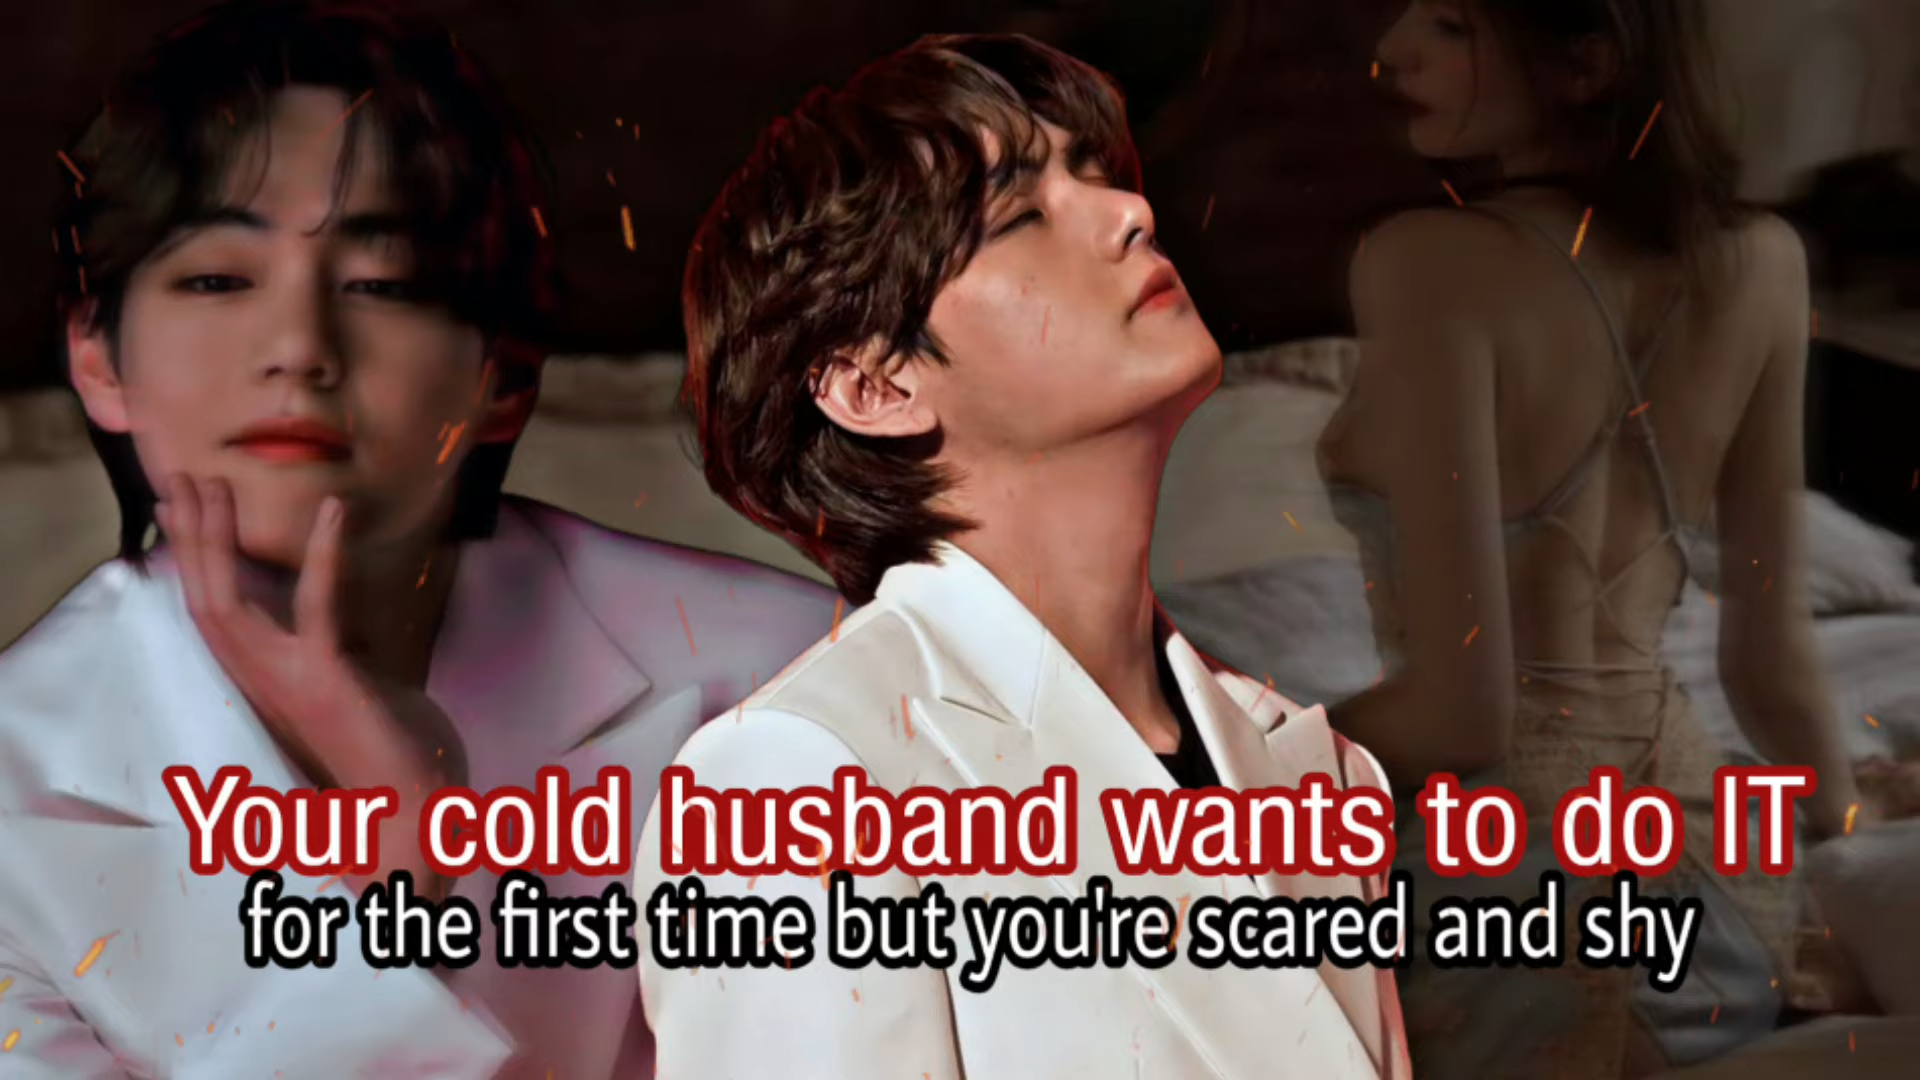 Your cold husband wants to do IT
for the first time but you're scared and shy